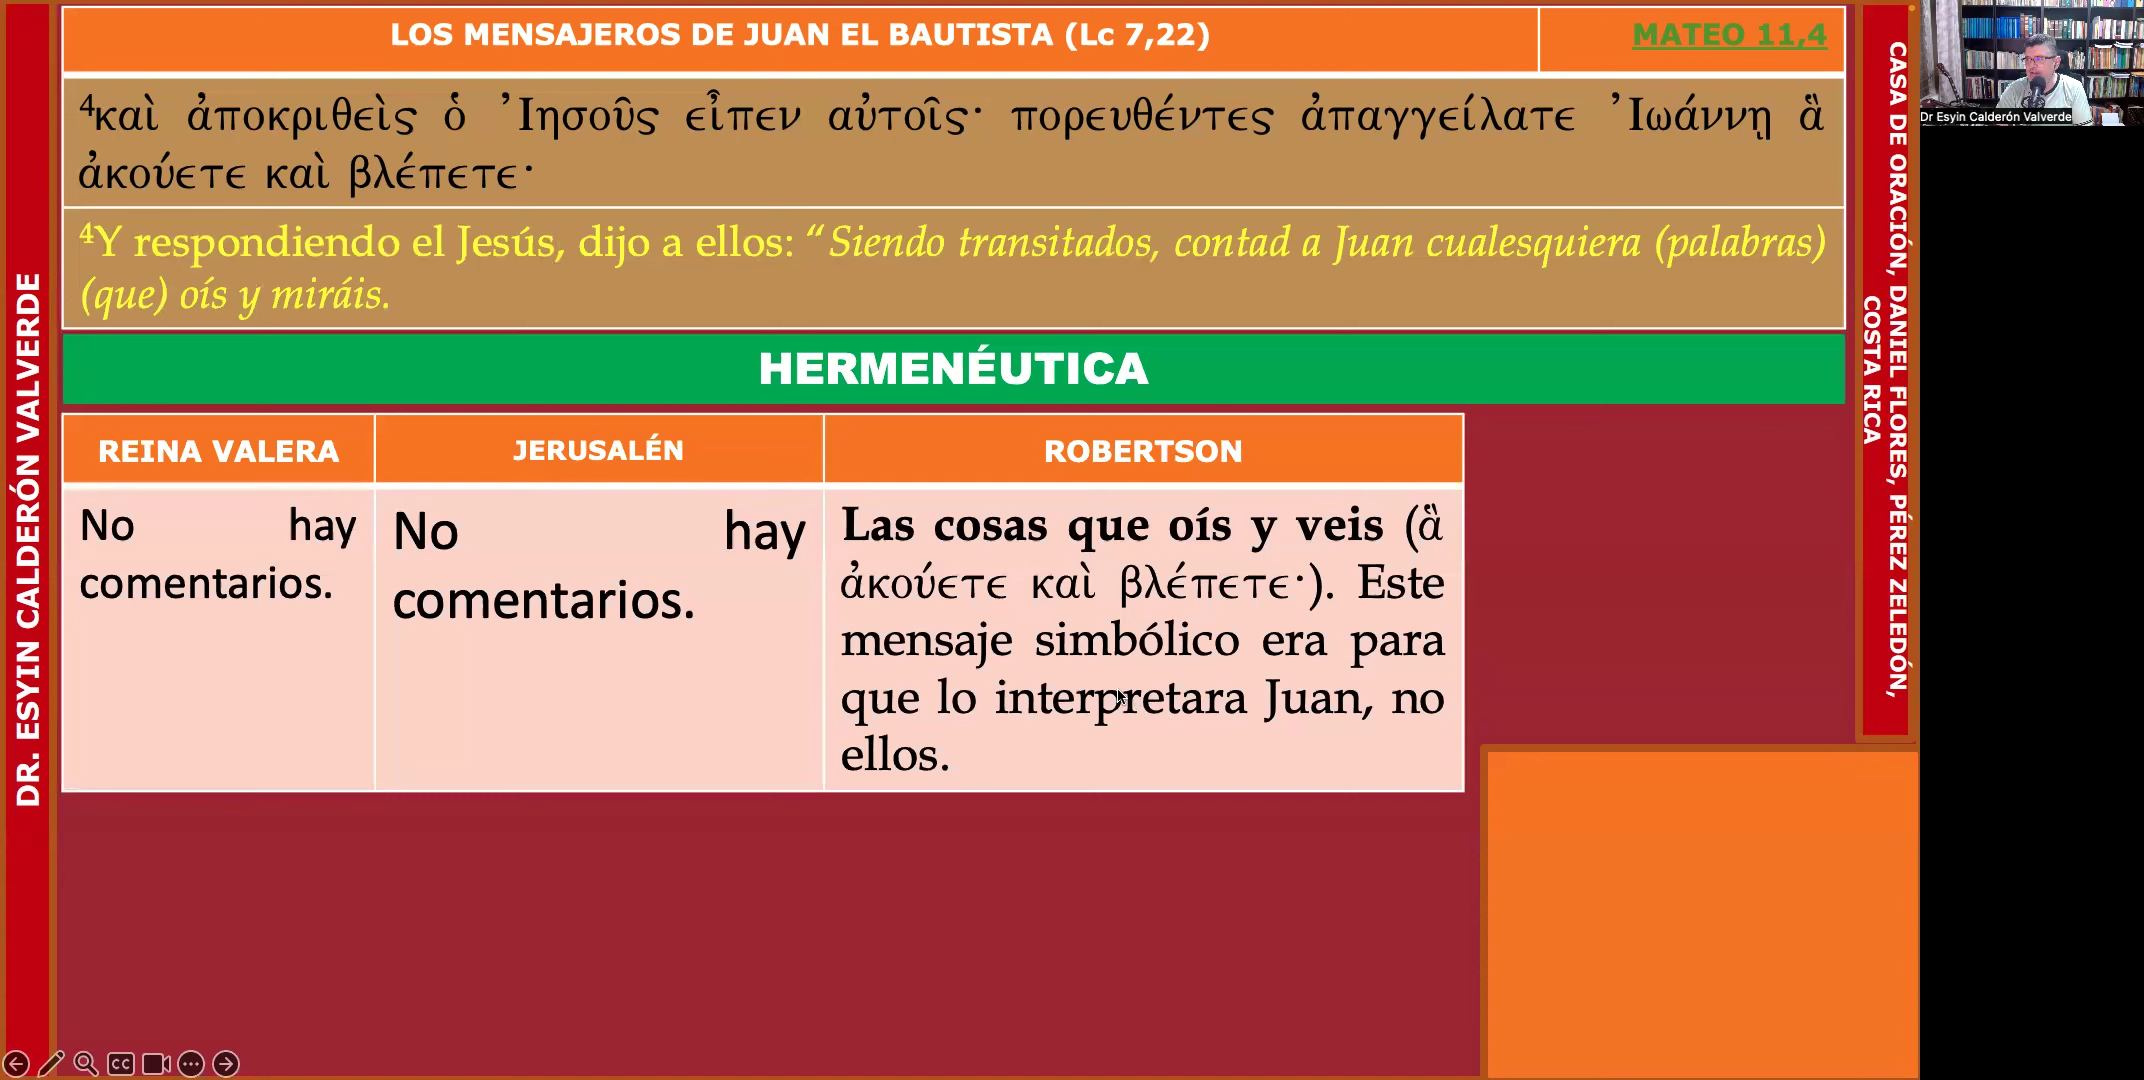 LOS MENSAJEROS DE JUAN EL BAUTISTA (Lc 7,22)
MATEO 11,4
⁴καὶ ἀποκριθεὶς ὁ ᾿Ιησοῦς εἶπεν αὐτοῖς· πορευθέντες ἀπαγγείλατε ᾿Ιωάννῃ ἃ
ἀκούετε καὶ βλέπετε·
⁴Y respondiendo el Jesús, dijo a ellos: “Siendo transitados, contad a Juan cualesquiera (palabras)
(que) oís y miráis.
HERMENÉUTICA
REINA VALERA
JERUSALÉN
ROBERTSON
No hay
comentarios.
No hay
comentarios.
Las cosas que oís y veis (ἃ
ἀκούετε καὶ βλέπετε·). Este
mensaje simbólico era para
que lo interpretara Juan, no
ellos.
DR. ESYIN CALDERÓN VALVERDE
CASA DE ORACIÓN, DANIEL FLORES, PÉREZ ZELEDÓN,
COSTA RICA
Dr Esyin Calderón Valverde
CC